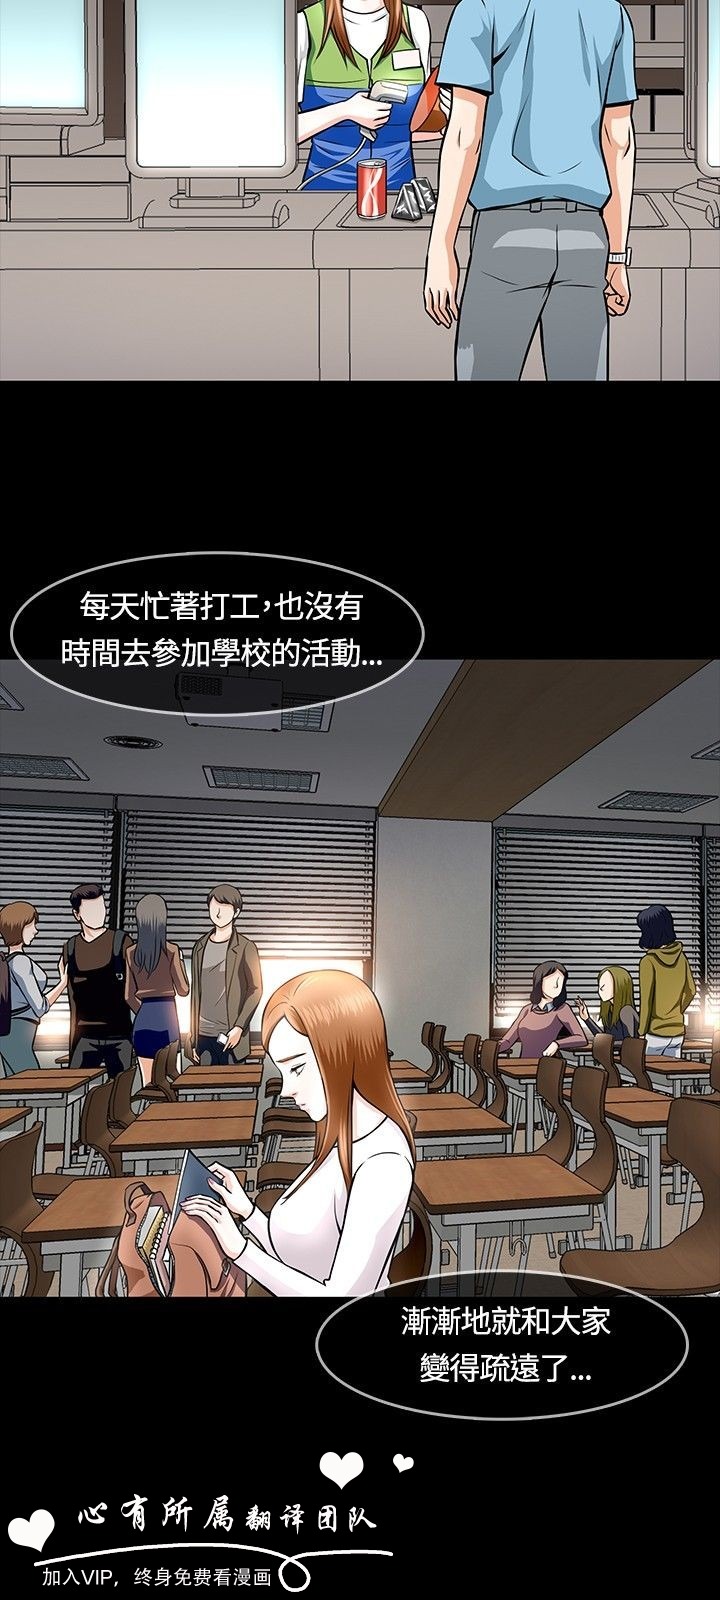 每天忙著打工，也沒有
時間去參加學校的活動...
漸漸地就和大家
變得疏遠了...
心有所属翻译团队
加入VIP，终身免费看漫画